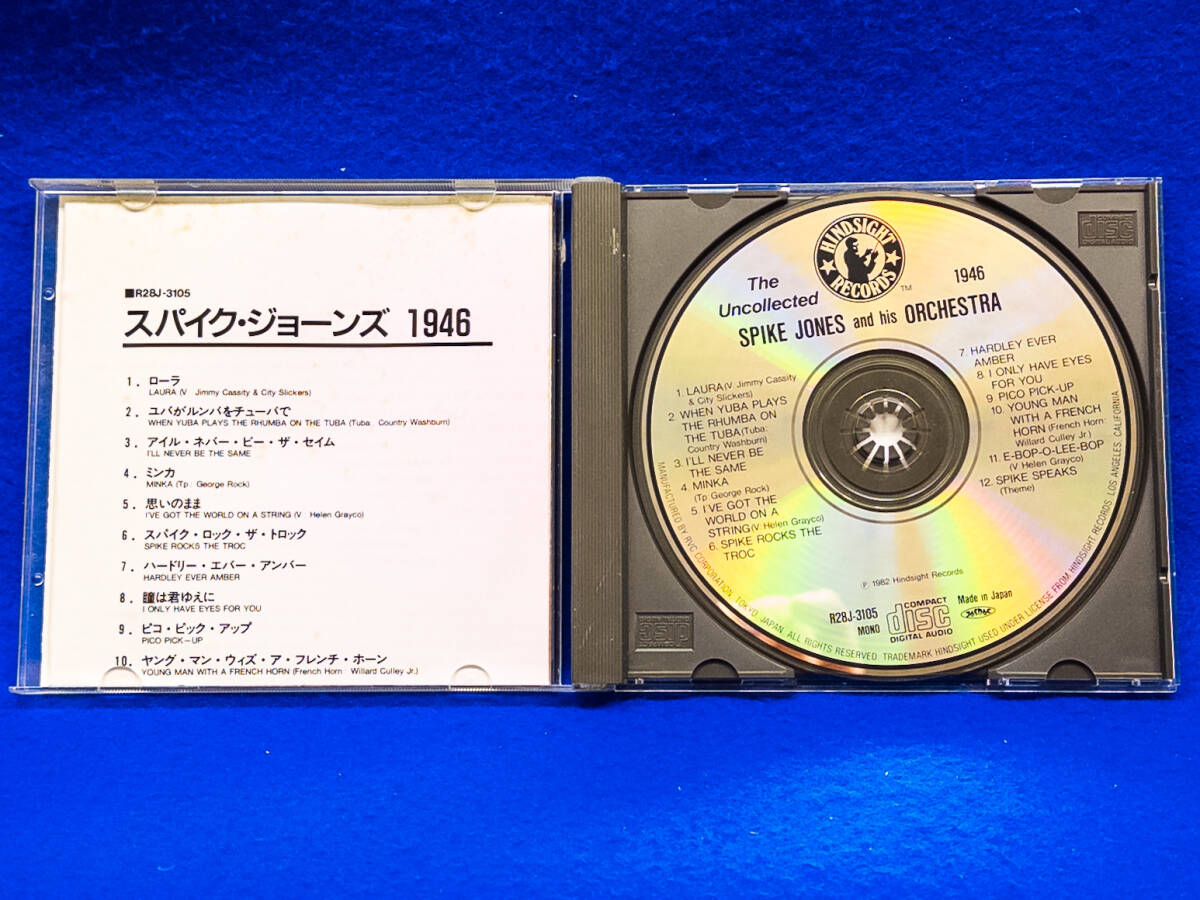 ■R28J-3105
スパイク・ジョーンズ 1946
1. ローラ
LAURA (V : Jimmy Cassity & City Slickers)
2. ユバがルンバをチューバで
WHEN YUBA PLAYS THE RHUMBA ON THE TUBA (Tuba : Country Washburn)
3. アイル・ネバー・ビー・ザ・セイム
I'LL NEVER BE THE SAME
4. ミンカ
MINKA (Tp : George Rock)
5. 思いのまま
I'VE GOT THE WORLD ON A STRING (V : Helen Grayco)
6. スパイク・ロック・ザ・トロック
SPIKE ROCKS THE TROC
7. ハードリー・エバー・アンバー
HARDLEY EVER AMBER
8. 瞳は君ゆえに
I ONLY HAVE EYES FOR YOU
9. ピコ・ピック・アップ
PICO PICK-UP
10. ヤング・マン・ウィズ・ア・フレンチ・ホーン
YOUNG MAN WITH A FRENCH HORN (French Horn : Willard Culley Jr.)
HINDSIGHT
RECORDS
TM
The
Uncollected
1946
SPIKE JONES and his ORCHESTRA
1. LAURA (V. Jimmy Cassity
& City Slickers)
2. WHEN YUBA PLAYS
THE RHUMBA ON
THE TUBA (Tuba:
Country Washburn)
3. I'LL NEVER BE
THE SAME
4. MINKA
(Tp George Rock)
5. I'VE GOT THE
WORLD ON A
STRING (V: Helen Grayco)
6. SPIKE ROCKS THE
TROC
7. HARDLEY EVER
AMBER
8. I ONLY HAVE EYES
FOR YOU
9. PICO PICK-UP
10. YOUNG MAN
WITH A FRENCH
HORN (French Horn:
Willard Culley Jr.)
11. E-BOP-O-LEE-BOP
(V Helen Grayco)
12. SPIKE SPEAKS
(Theme)
℗ 1982 Hindsight Records
R28J-3105
MONO
COMPACT
disc
DIGITAL AUDIO
Made in Japan
JASRAC
MANUFACTURED BY RVC CORPORATION, TOKYO, JAPAN. ALL RIGHTS RESERVED. TRADEMARK HINDSIGHT USED UNDER LICENSE FROM HINDSIGHT RECORDS, LOS ANGELES, CALIFORNIA
COMPACT
disc
DIGITAL AUDIO
disc